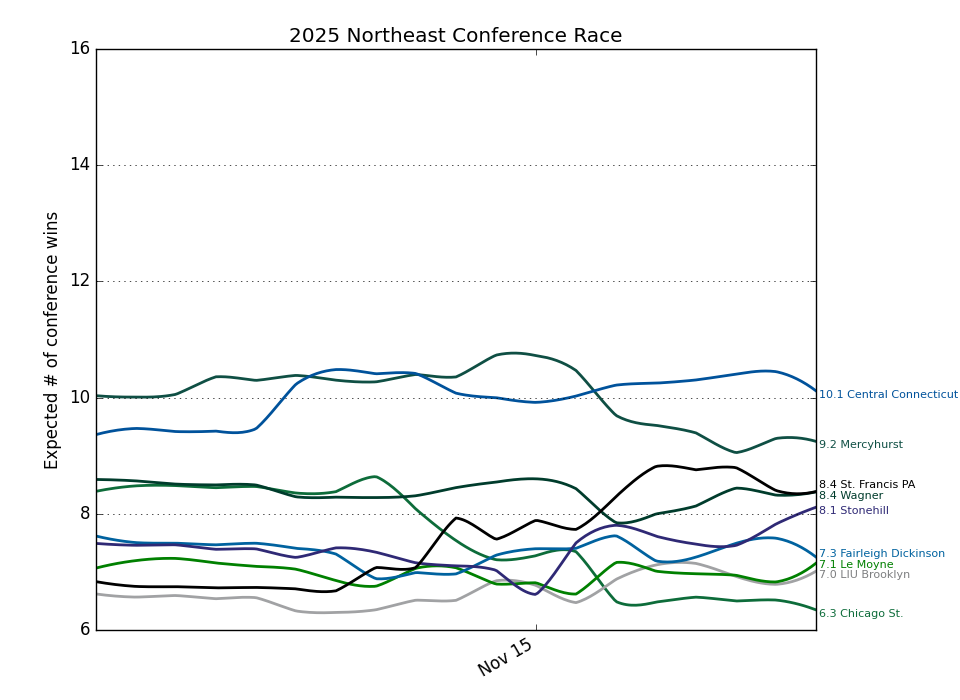 2025 Northeast Conference Race
Expected # of conference wins
16
14
12
10
8
6
Nov 15
10.1 Central Connecticut
9.2 Mercyhurst
8.4 St. Francis PA
8.4 Wagner
8.1 Stonehill
7.3 Fairleigh Dickinson
7.1 Le Moyne
7.0 LIU Brooklyn
6.3 Chicago St.